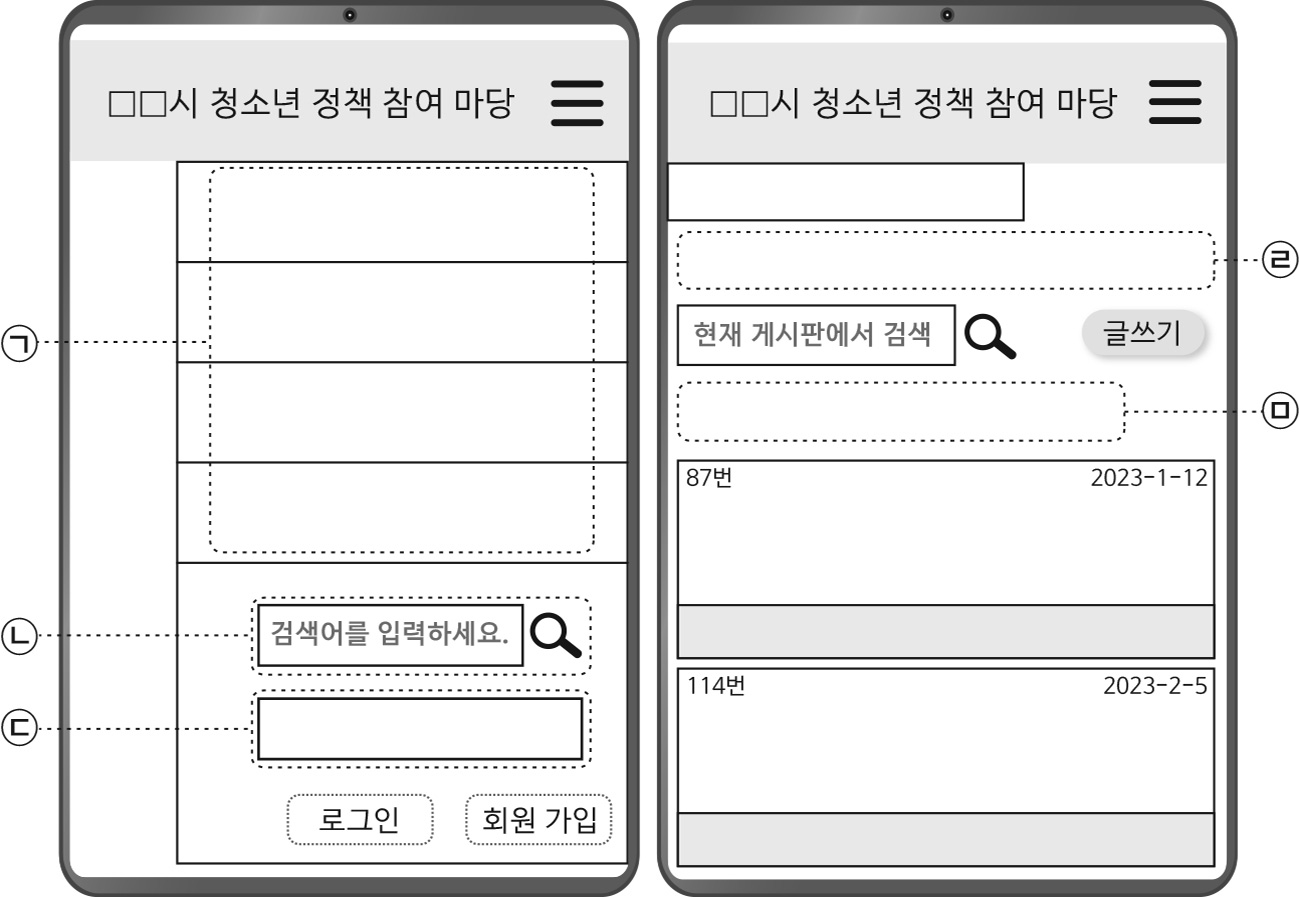 □□시 청소년 정책 참여 마당
㉠
㉡
검색어를 입력하세요.
㉢
로그인
회원 가입
□□시 청소년 정책 참여 마당
㉣
현재 게시판에서 검색
글쓰기
㉤
87번
2023-1-12
114번
2023-2-5